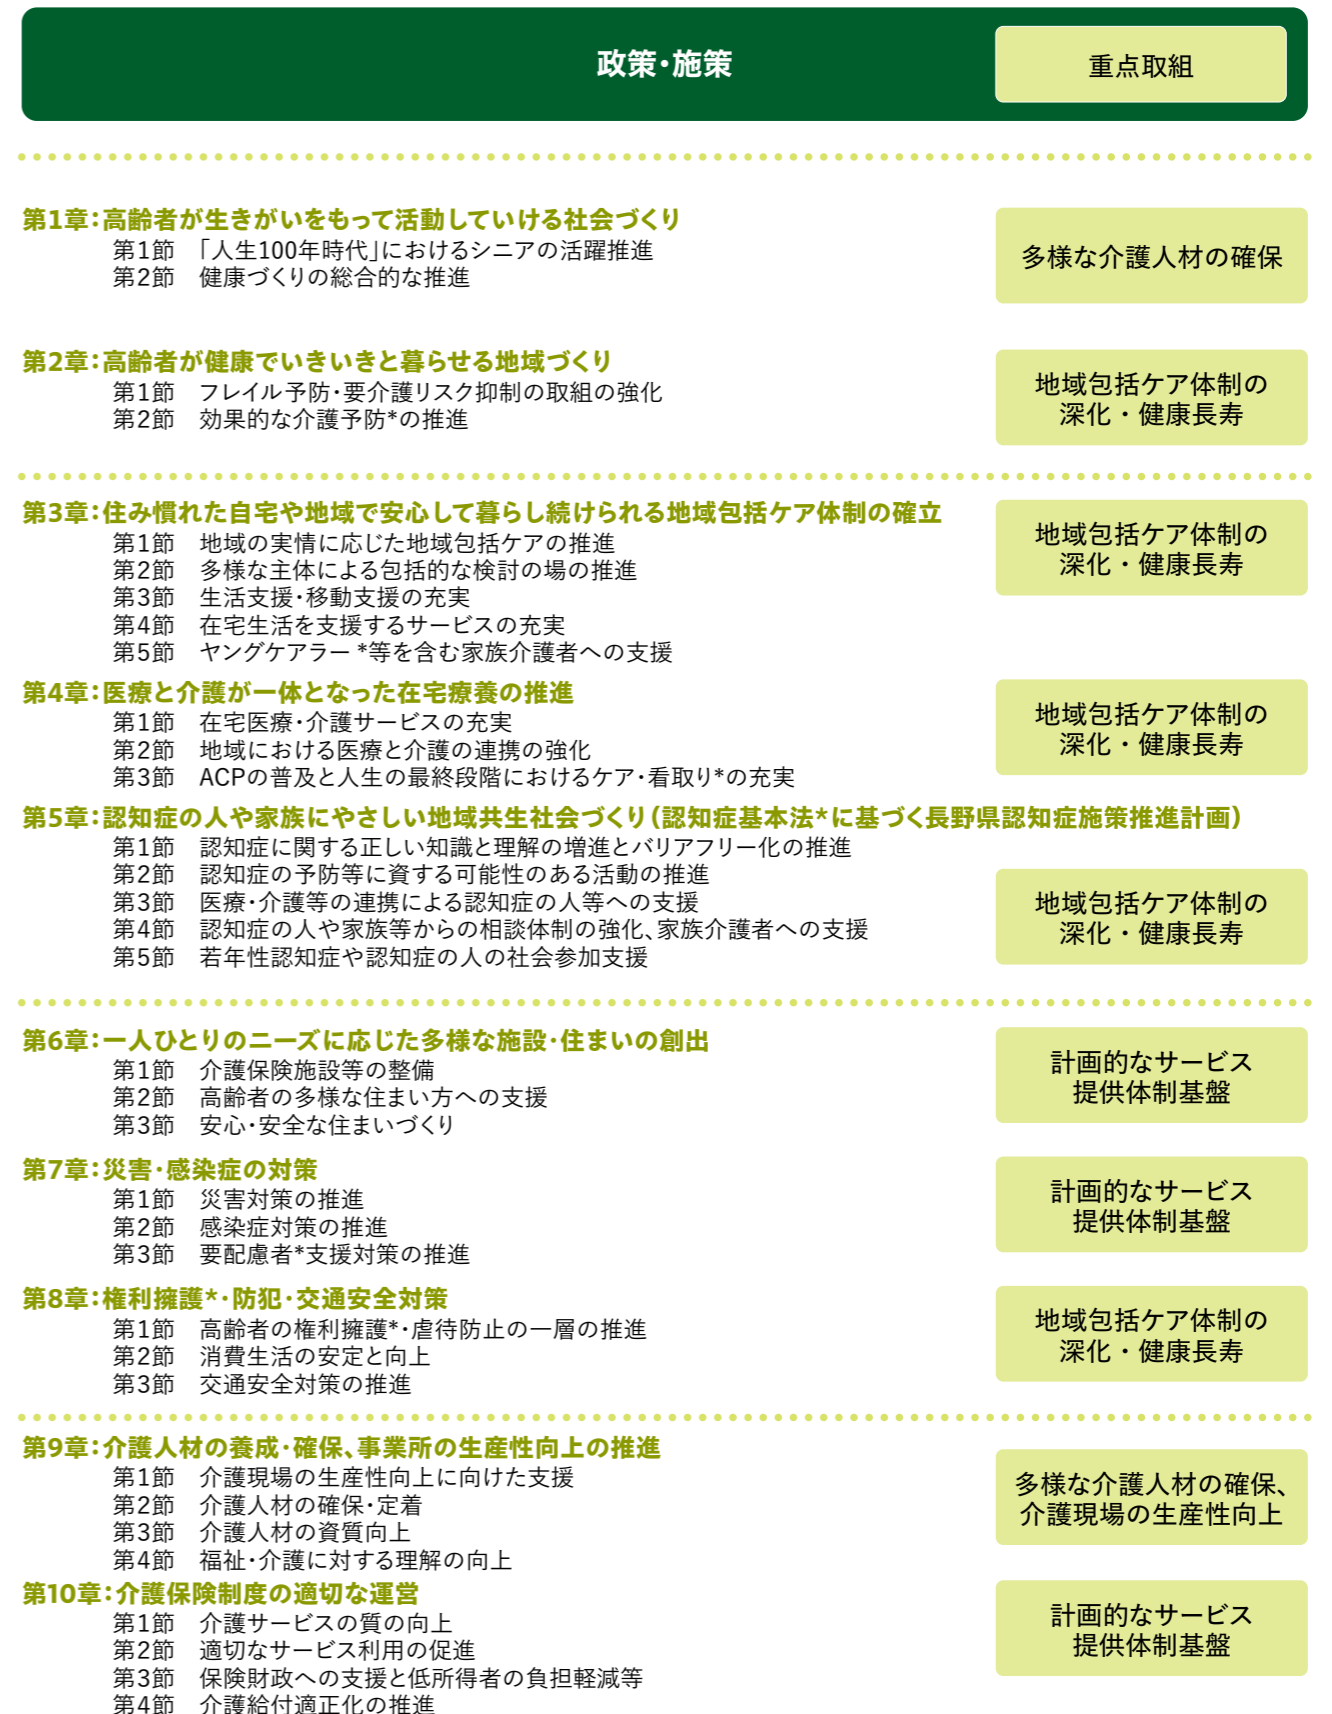 政策・施策
重点取組
第1章：高齢者が生きがいをもって活動していける社会づくり
第1節　「人生100年時代」におけるシニアの活躍推進
第2節　健康づくりの総合的な推進
多様な介護人材の確保
第2章：高齢者が健康でいきいきと暮らせる地域づくり
第1節　フレイル予防・要介護リスク抑制の取組の強化
第2節　効果的な介護予防*の推進
地域包括ケア体制の
深化・健康長寿
第3章：住み慣れた自宅や地域で安心して暮らし続けられる地域包括ケア体制の確立
第1節　地域の実情に応じた地域包括ケアの推進
第2節　多様な主体による包括的な検討の場の推進
第3節　生活支援・移動支援の充実
第4節　在宅生活を支援するサービスの充実
第5節　ヤングケアラー *等を含む家族介護者への支援
地域包括ケア体制の
深化・健康長寿
第4章：医療と介護が一体となった在宅療養の推進
第1節　在宅医療・介護サービスの充実
第2節　地域における医療と介護の連携の強化
第3節　ACPの普及と人生の最終段階におけるケア・看取り*の充実
地域包括ケア体制の
深化・健康長寿
第5章：認知症の人や家族にやさしい地域共生社会づくり（認知症基本法*に基づく長野県認知症施策推進計画）
第1節　認知症に関する正しい知識と理解の増進とバリアフリー化の推進
第2節　認知症の予防等に資する可能性のある活動の推進
第3節　医療・介護等の連携による認知症の人等への支援
第4節　認知症の人や家族等からの相談体制の強化、家族介護者への支援
第5節　若年性認知症や認知症の人の社会参加支援
地域包括ケア体制の
深化・健康長寿
第6章：一人ひとりのニーズに応じた多様な施設・住まいの創出
第1節　介護保険施設等の整備
第2節　高齢者の多様な住まい方への支援
第3節　安心・安全な住まいづくり
計画的なサービス
提供体制基盤
第7章：災害・感染症の対策
第1節　災害対策の推進
第2節　感染症対策の推進
第3節　要配慮者*支援対策の推進
計画的なサービス
提供体制基盤
第8章：権利擁護*・防犯・交通安全対策
第1節　高齢者の権利擁護*・虐待防止の一層の推進
第2節　消費生活の安定と向上
第3節　交通安全対策の推進
地域包括ケア体制の
深化・健康長寿
第9章：介護人材の養成・確保、事業所の生産性向上の推進
第1節　介護現場の生産性向上に向けた支援
第2節　介護人材の確保・定着
第3節　介護人材の資質向上
第4節　福祉・介護に対する理解の向上
多様な介護人材の確保、
介護現場の生産性向上
第10章：介護保険制度の適切な運営
第1節　介護サービスの質の向上
第2節　適切なサービス利用の促進
第3節　保険財政への支援と低所得者の負担軽減等
第4節　介護給付適正化の推進
計画的なサービス
提供体制基盤